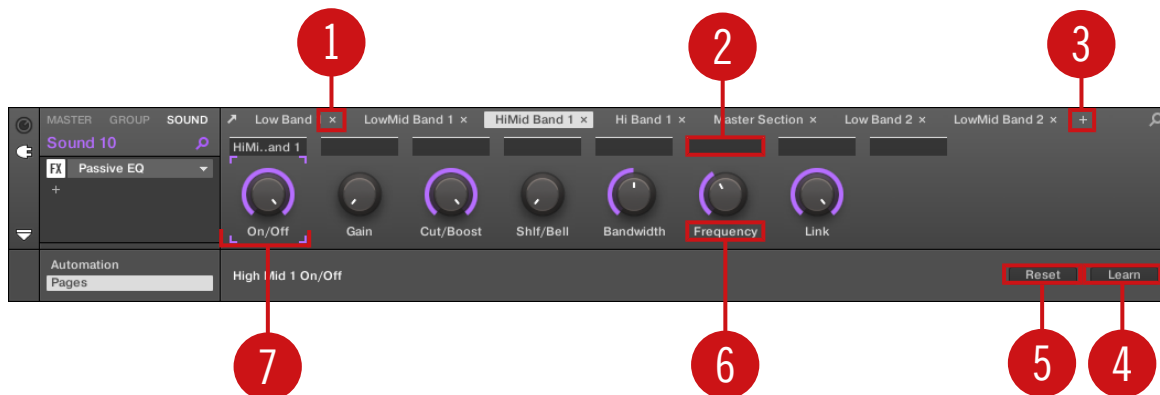 1 2 3
MASTER GROUP SOUND Low Band × LowMid Band 1 × HiMid Band 1 × Hi Band 1 × Master Section × Low Band 2 × LowMid Band 2 × +
Sound 10
HiMi..and 1
FX Passive EQ
+
On/Off Gain Cut/Boost Shlf/Bell Bandwidth Frequency Link
Automation
Pages
High Mid 1 On/Off
Reset Learn
7 6 5 4